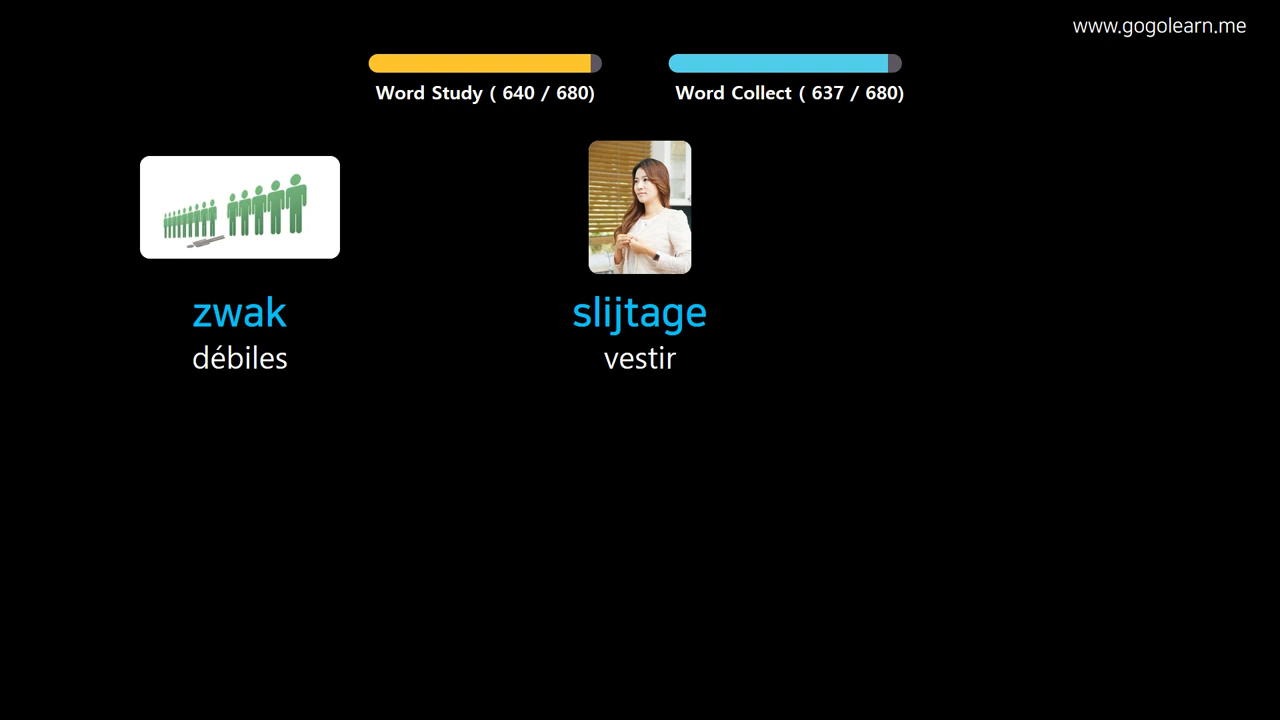 www.gogolearn.me
Word Study ( 640 / 680)
Word Collect ( 637 / 680)
zwak
débiles
slijtage
vestir